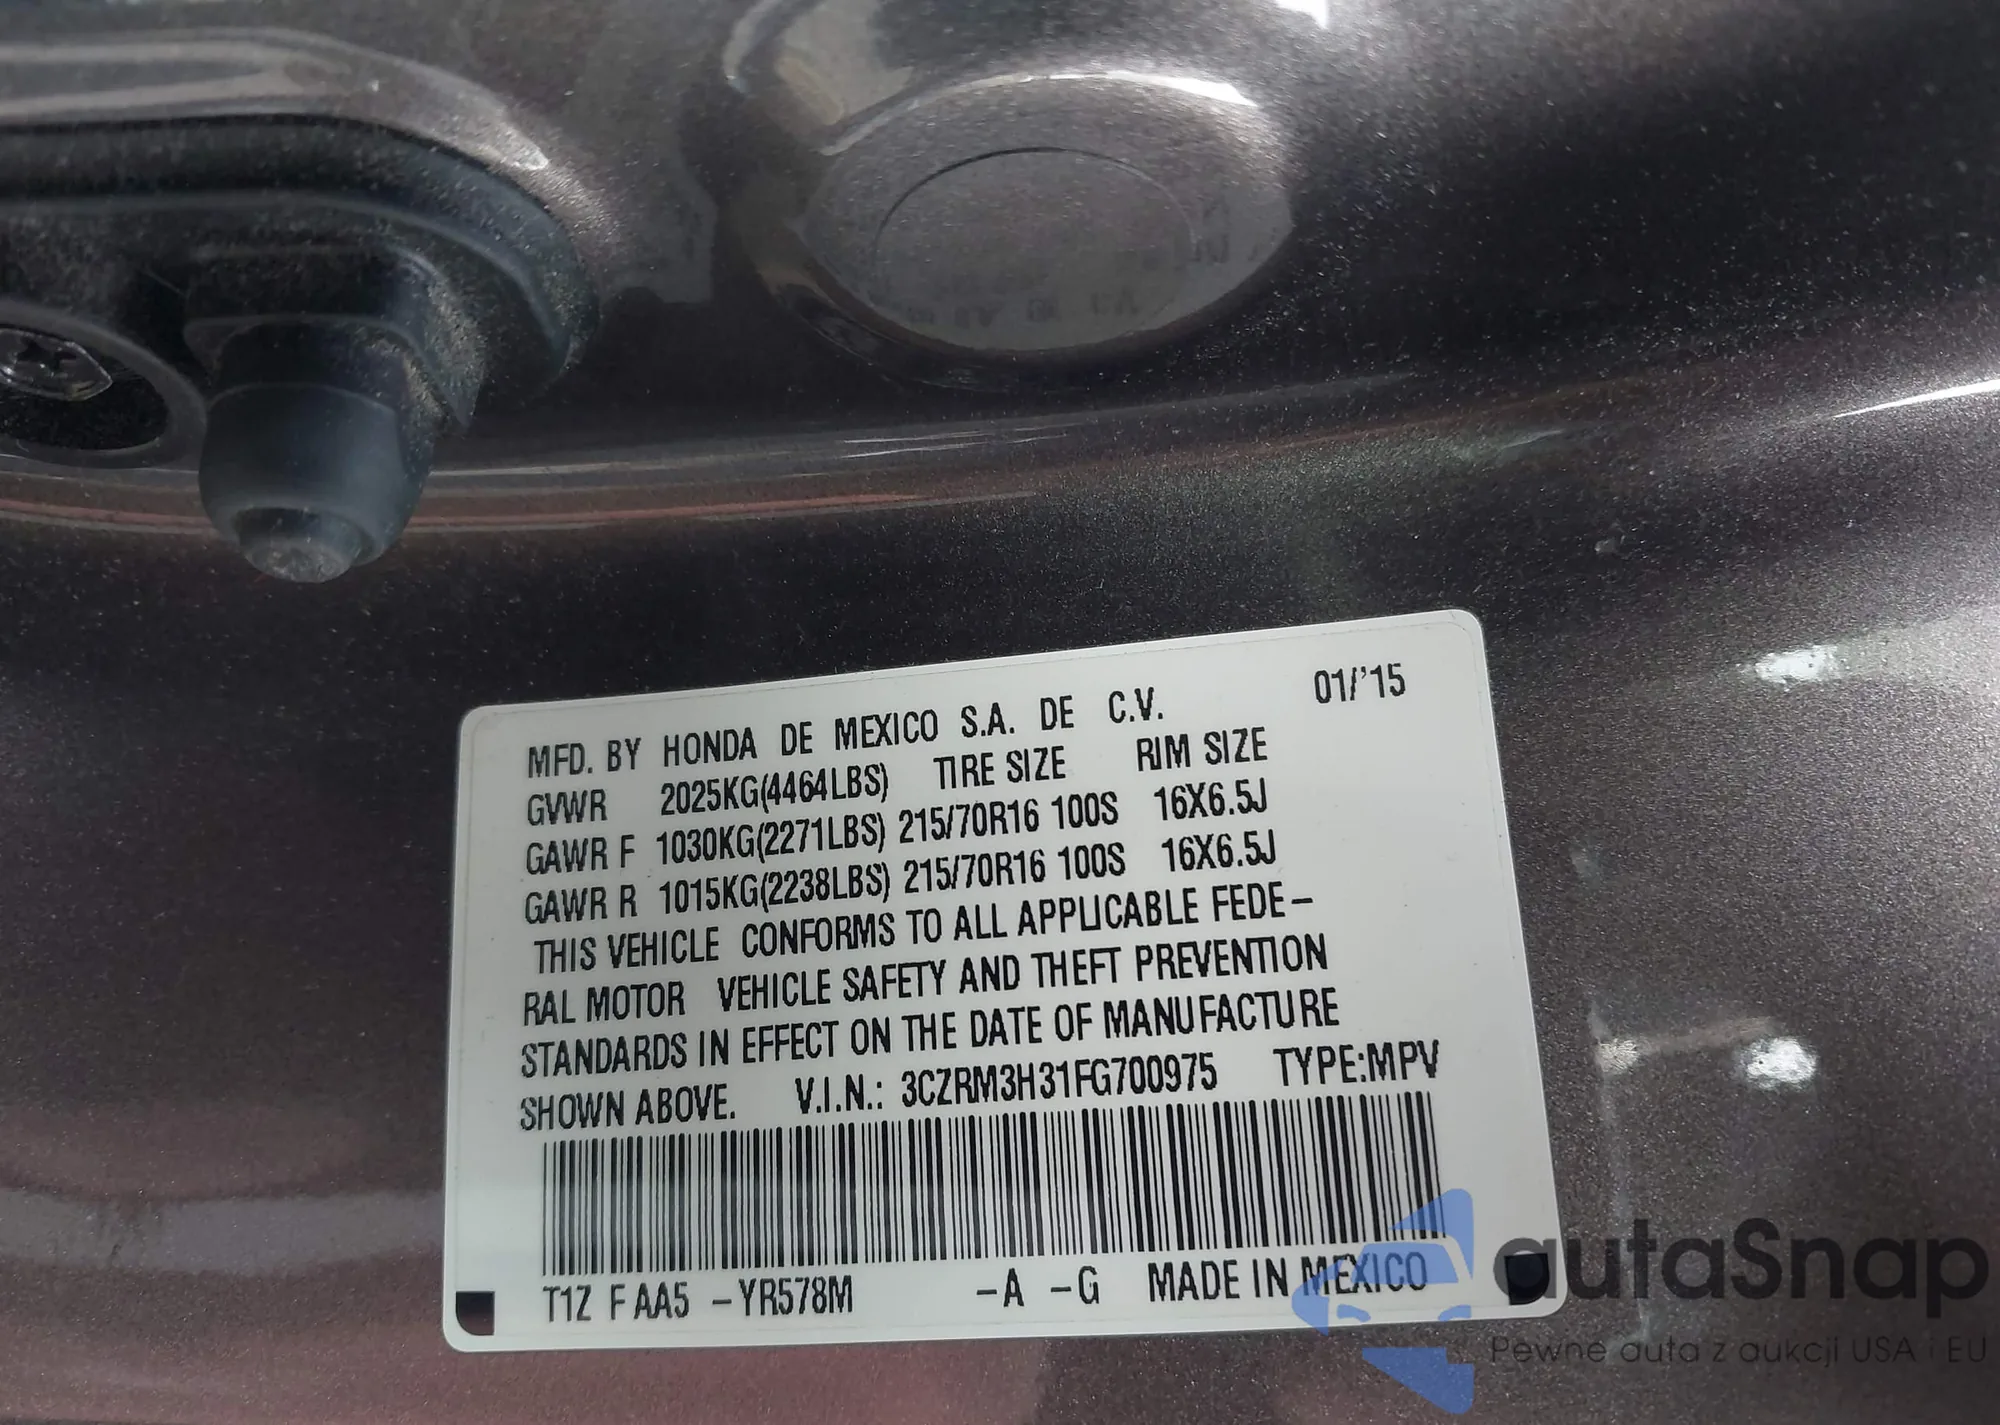 MFD. BY HONDA DE MEXICO S.A. DE C.V. 01/'15
GVWR 2025KG(4464LBS) TIRE SIZE RIM SIZE
GAWR F 1030KG(2271LBS) 215/70R16 100S 16X6.5J
GAWR R 1015KG(2238LBS) 215/70R16 100S 16X6.5J
THIS VEHICLE CONFORMS TO ALL APPLICABLE FEDE-
RAL MOTOR VEHICLE SAFETY AND THEFT PREVENTION
STANDARDS IN EFFECT ON THE DATE OF MANUFACTURE
SHOWN ABOVE. V.I.N.: 3CZRM3H31FG700975 TYPE:MPV
T1Z F AA5 -YR578M -A -G MADE IN MEXICO
autaSnap
Pewne auta z aukcji USA i EU